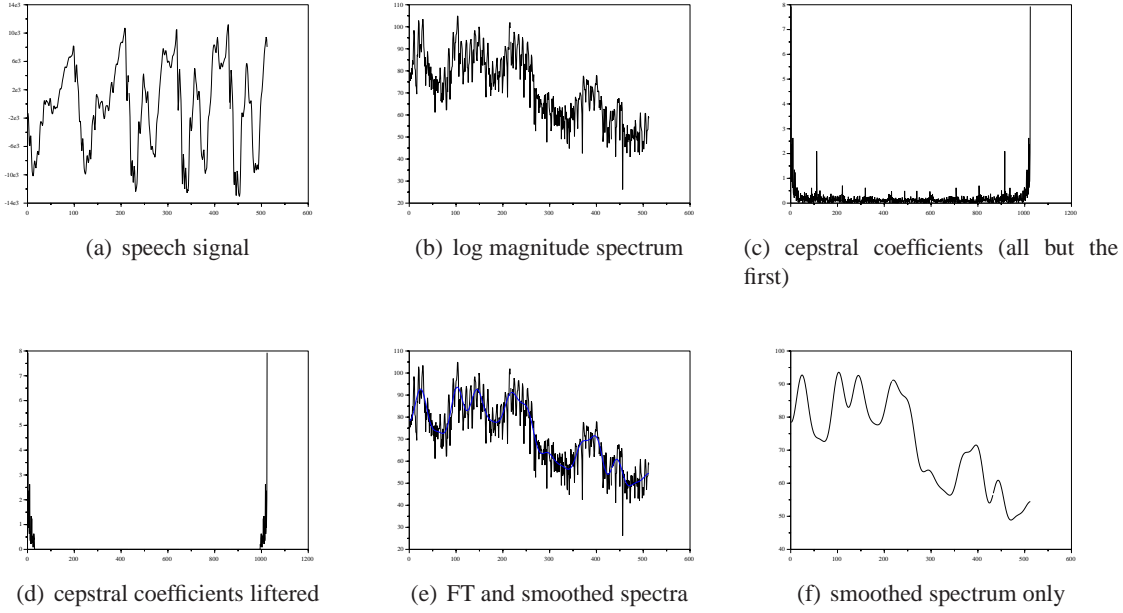 14e3
10e3
6e3
2e3
-2e3
-6e3
-10e3
-14e3
0 100 200 300 400 500 600
(a) speech signal
110
100
90
80
70
60
50
40
30
20
0 100 200 300 400 500 600
(b) log magnitude spectrum
8
7
6
5
4
3
2
1
0
0 200 400 600 800 1000 1200
(c) cepstral coefficients (all but the
first)
8
7
6
5
4
3
2
1
0
0 200 400 600 800 1000 1200
(d) cepstral coefficients liftered
110
100
90
80
70
60
50
40
30
20
0 100 200 300 400 500 600
(e) FT and smoothed spectra
100
90
80
70
60
50
40
0 100 200 300 400 500 600
(f) smoothed spectrum only